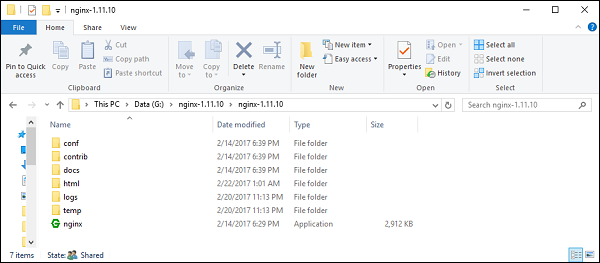 nginx-1.11.10
File Home Share View
Pin to Quick access
Copy
Paste
Cut
Copy path
Paste shortcut
Clipboard
Move to
Copy to
Delete
Rename
Organize
New folder
New item
Easy access
New
Properties
Open
Edit
History
Open
Select all
Select none
Invert selection
Select
This PC Data (G:) nginx-1.11.10 nginx-1.11.10
Search nginx-1.11.10
Name Date modified Type Size
conf 2/14/2017 6:39 PM File folder
contrib 2/14/2017 6:39 PM File folder
docs 2/14/2017 6:39 PM File folder
html 2/22/2017 1:01 AM File folder
logs 2/20/2017 11:13 PM File folder
temp 2/20/2017 11:13 PM File folder
nginx 2/14/2017 6:29 PM Application 2,912 KB
7 items State: Shared